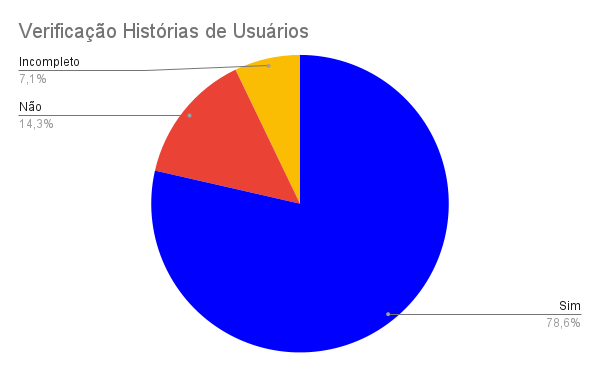 Verificação Histórias de Usuários
Incompleto
7,1%
Não
14,3%
Sim
78,6%